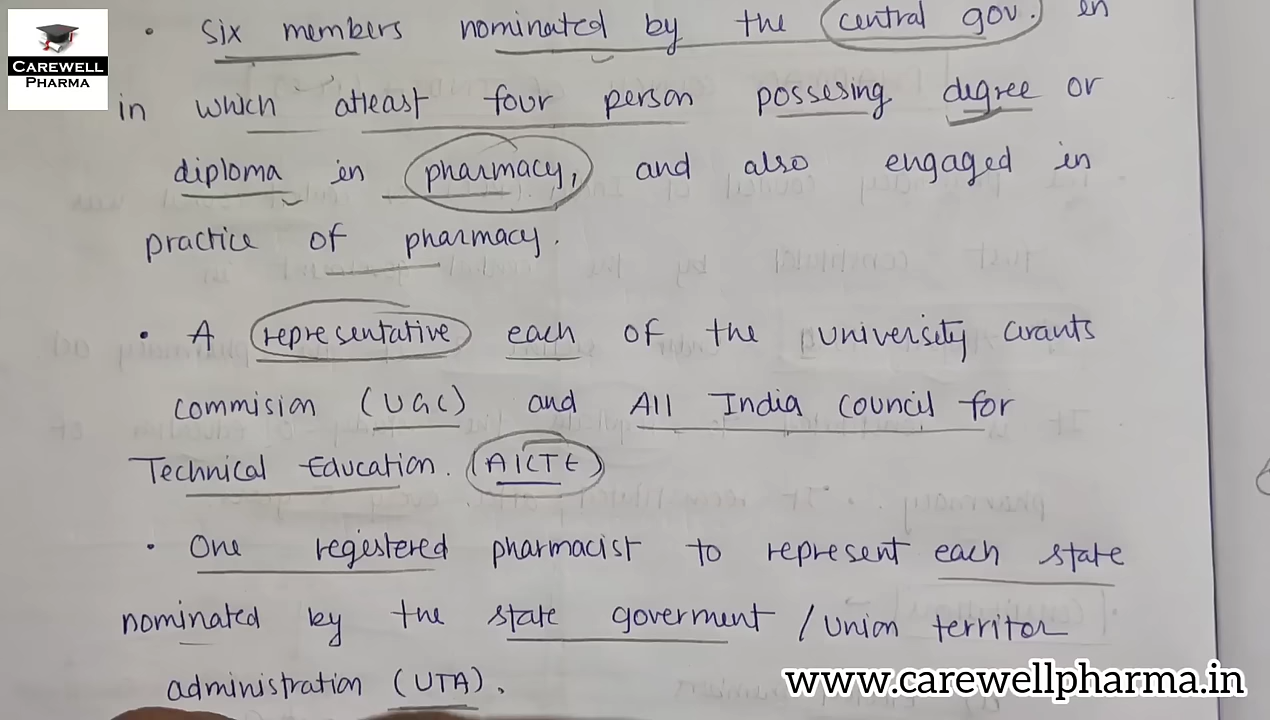 CAREWELL
PHARMA
• Six members nominated by the central gov. in
in which atleast four person possesing degree or
diploma in pharmacy, and also engaged in
practice of pharmacy.
• A representative each of the university Grants
commision (UGC) and All India Council for
Technical Education. (AICTE)
• One registered pharmacist to represent each state
nominated by the state goverment / Union territor
administration (UTA).
www.carewellpharma.in